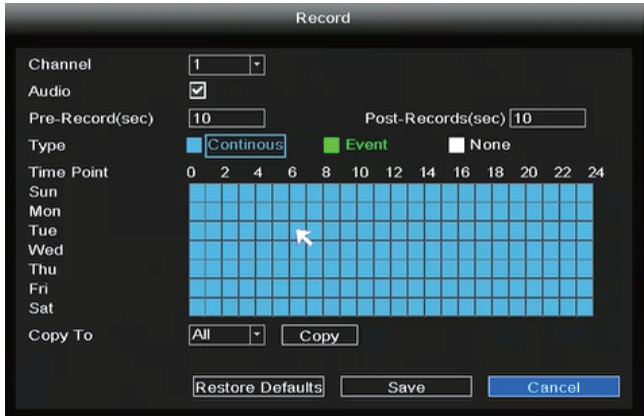 Record
Channel 1
Audio
Pre-Record(sec) 10 Post-Records(sec) 10
Type Continous Event None
Time Point 0 2 4 6 8 10 12 14 16 18 20 22 24
Sun
Mon
Tue
Wed
Thu
Fri
Sat
Copy To All Copy
Restore Defaults Save Cancel